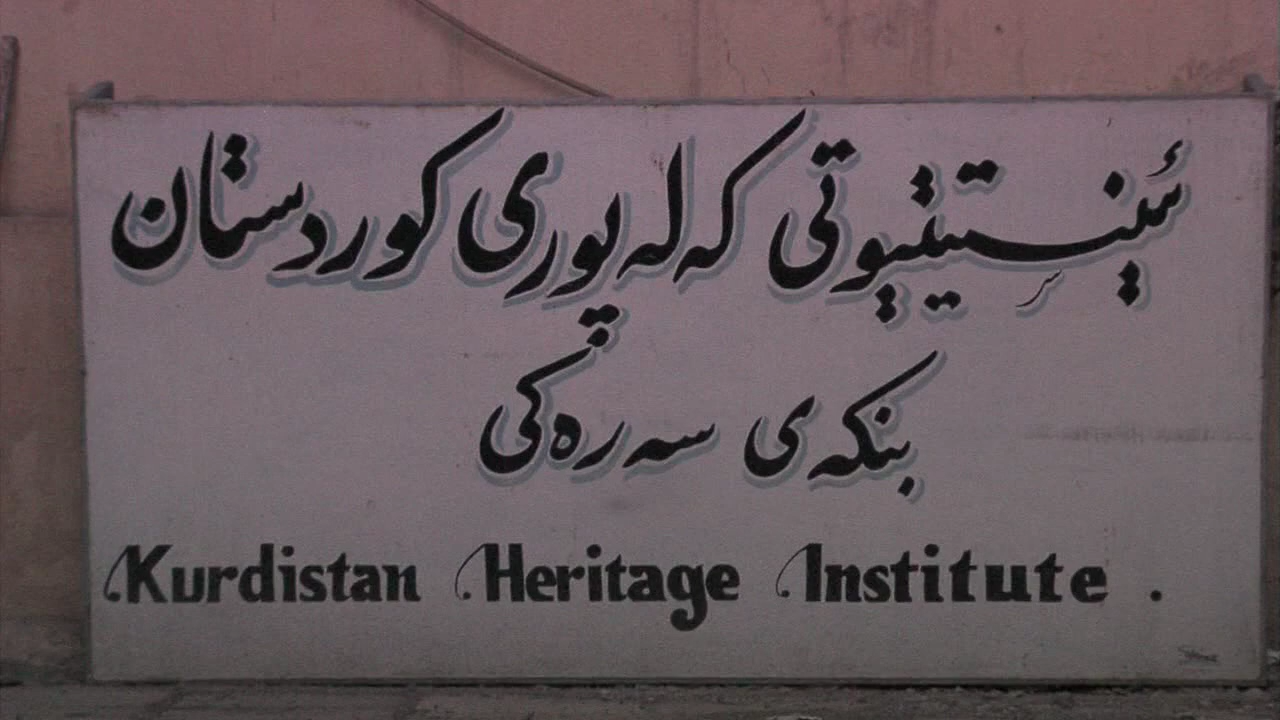 ئینستیتیوتی کەلەپوری کوردستان
بنکەی سەرەکی
Kurdistan Heritage Institute .